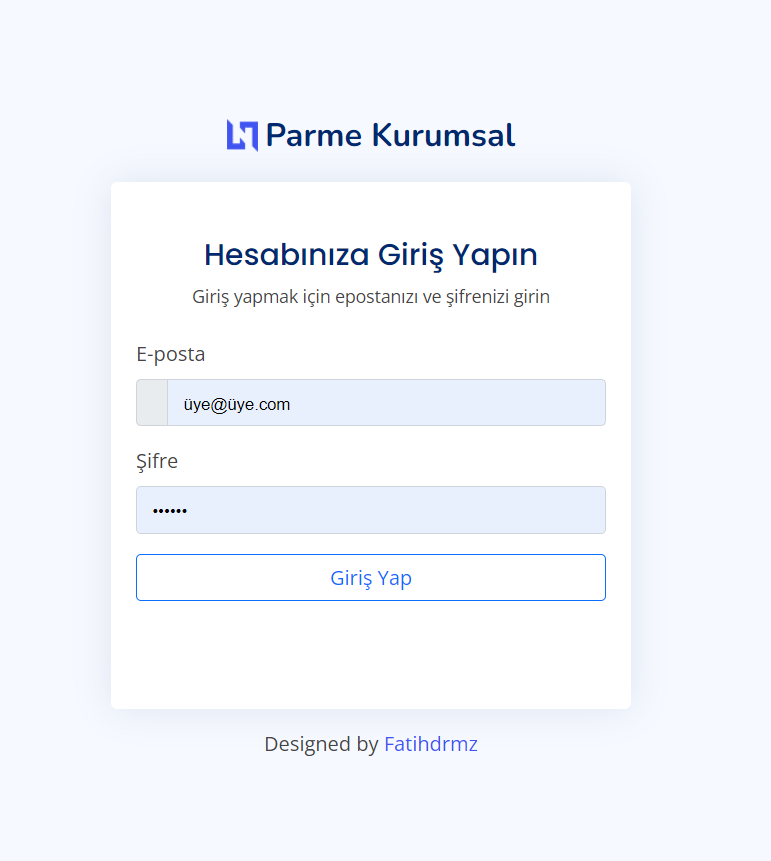 Parme Kurumsal
Hesabınıza Giriş Yapın
Giriş yapmak için epostanızı ve şifrenizi girin
E-posta
üye@üye.com
Şifre
••••••
Giriş Yap
Designed by Fatihdrmz